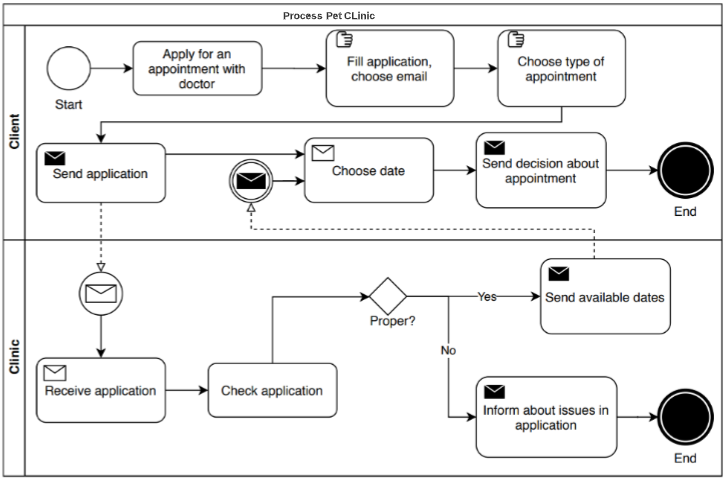 Process Pet CLinic
Client
Start
Apply for an
appointment with
doctor
Fill application,
choose email
Choose type of
appointment
Send application
Choose date
Send decision about
appointment
End
Clinic
Receive application
Check application
Proper?
Yes
No
Send available dates
Inform about issues in
application
End